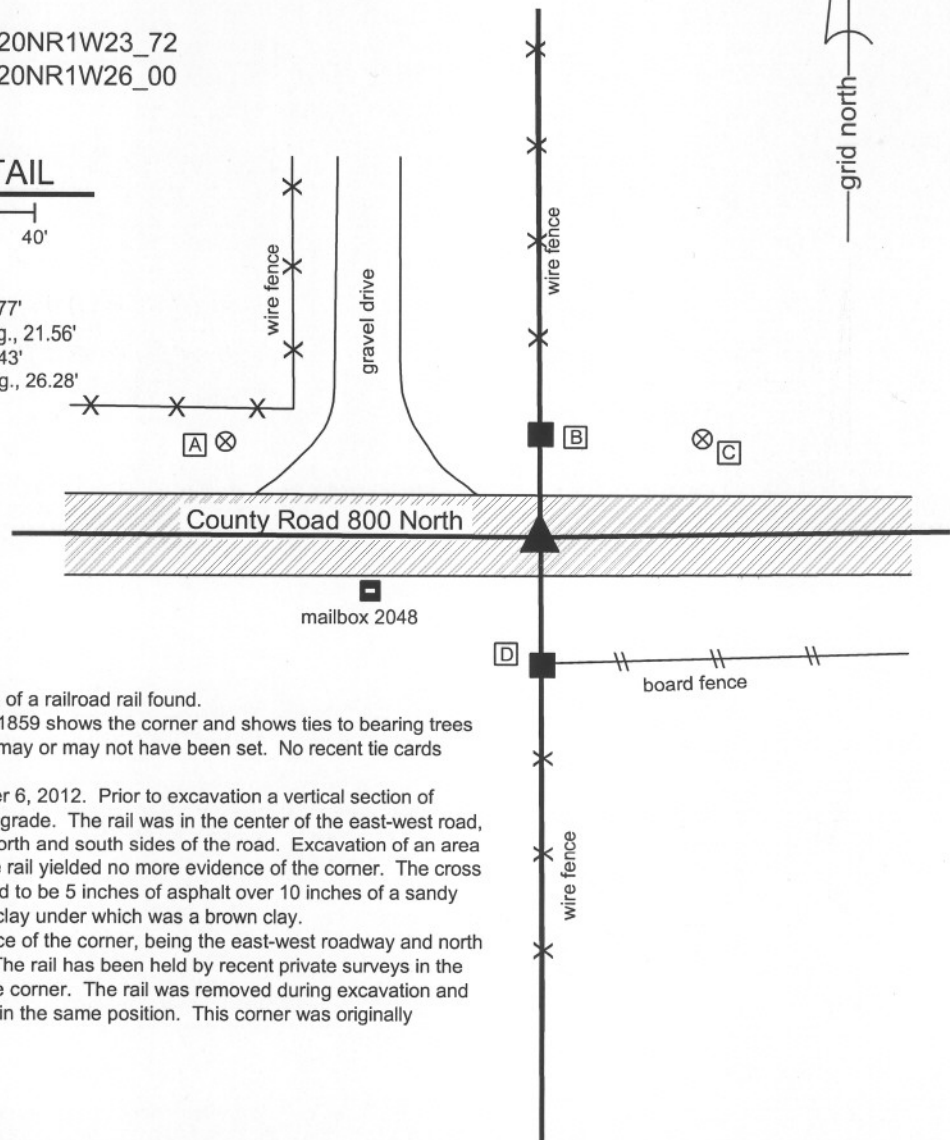 20NR1W23_72
20NR1W26_00
grid north
TAIL
40'
77'
g., 21.56'
43'
g., 26.28'
wire fence
gravel drive
wire fence
A
B
C
County Road 800 North
mailbox 2048
D
board fence
wire fence
of a railroad rail found.
1859 shows the corner and shows ties to bearing trees
may or may not have been set. No recent tie cards
er 6, 2012. Prior to excavation a vertical section of
grade. The rail was in the center of the east-west road,
orth and south sides of the road. Excavation of an area
e rail yielded no more evidence of the corner. The cross
d to be 5 inches of asphalt over 10 inches of a sandy
clay under which was a brown clay.
ce of the corner, being the east-west roadway and north
The rail has been held by recent private surveys in the
e corner. The rail was removed during excavation and
in the same position. This corner was originally